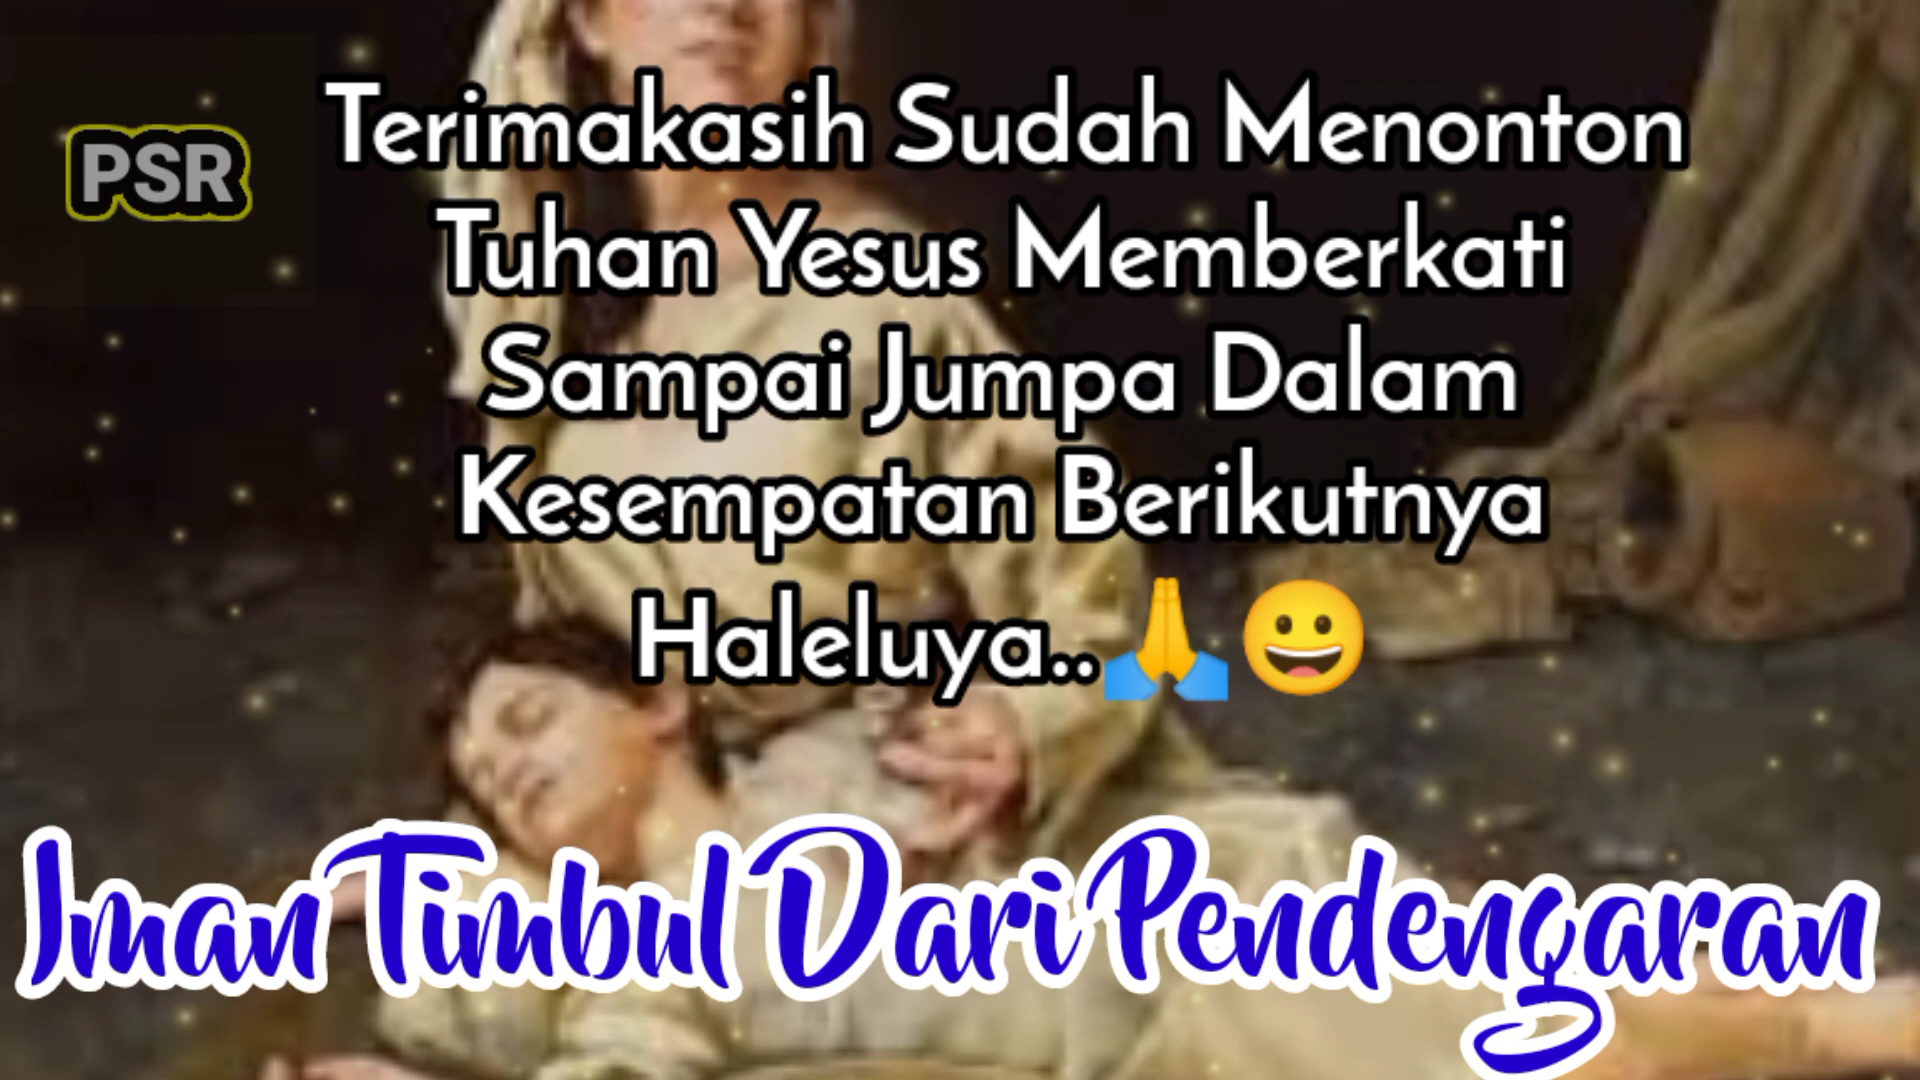 PSR
Terimakasih Sudah Menonton
Tuhan Yesus Memberkati
Sampai Jumpa Dalam
Kesempatan Berikutnya
Haleluya..🙏😀
Iman Timbul Dari Pendengaran